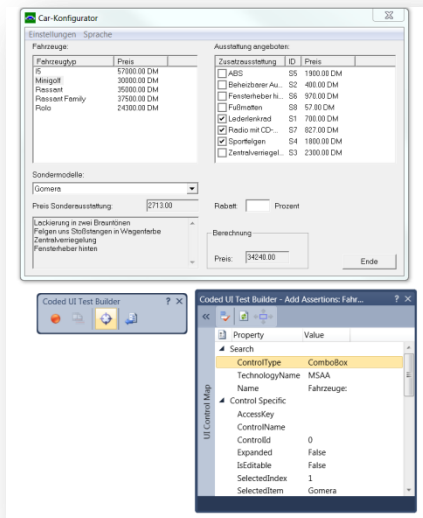 Car-Konfigurator
Einstellungen Sprache
Fahrzeuge:
Fahrzeugtyp Preis
I5 57000.00 DM
Minigolf 30000.00 DM
Rassant 35000.00 DM
Rassant Family 37500.00 DM
Rolo 24300.00 DM
Ausstattung angeboten:
Zusatzausstattung ID Preis
ABS S5 1900.00 DM
Beheizbarer Au... S2 400.00 DM
Fensterheber hi... S6 970.00 DM
Fußmatten S8 57.00 DM
Lederlenkrad S1 700.00 DM
Radio mit CD-... S7 827.00 DM
Sportfelgen S4 1800.00 DM
Zentralverriegel... S3 2300.00 DM
Sondermodelle:
Gomera
Preis Sonderausstattung: 2713.00
Rabatt Prozent
Lackierung in zwei Brauntönen
Felgen uns Stoßstangen in Wagenfarbe
Zentralverriegelung
Fensterheber hinten
Berechnung
Preis: 34240.00
Ende
Coded UI Test Builder ? ×
Coded UI Test Builder - Add Assertions: Fahr... ? ×
UI Control Map
Property Value
Search
ControlType ComboBox
TechnologyName MSAA
Name Fahrzeuge:
Control Specific
AccessKey
ControlName
ControlId 0
Expanded False
IsEditable False
SelectedIndex 1
SelectedItem Gomera